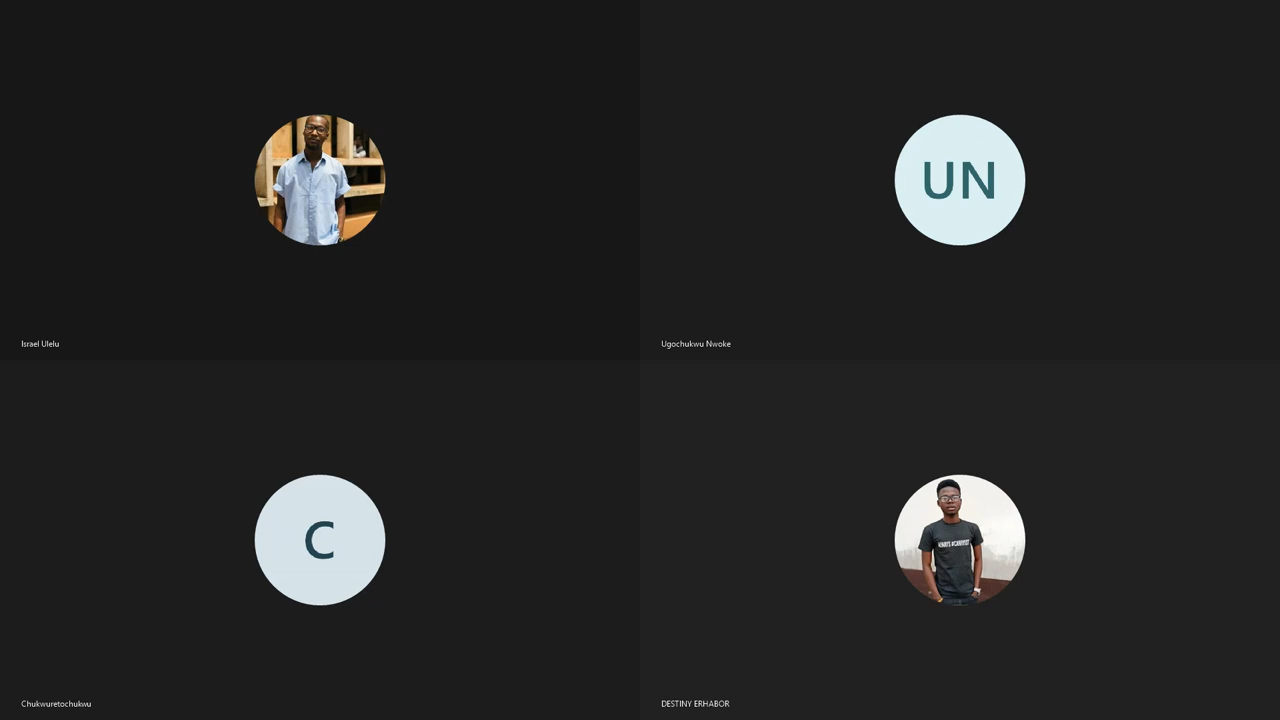 Israel Ulelu
UN
Ugochukwu Nwoke
C
Chukwuretochukwu
DESTINY ERHABOR